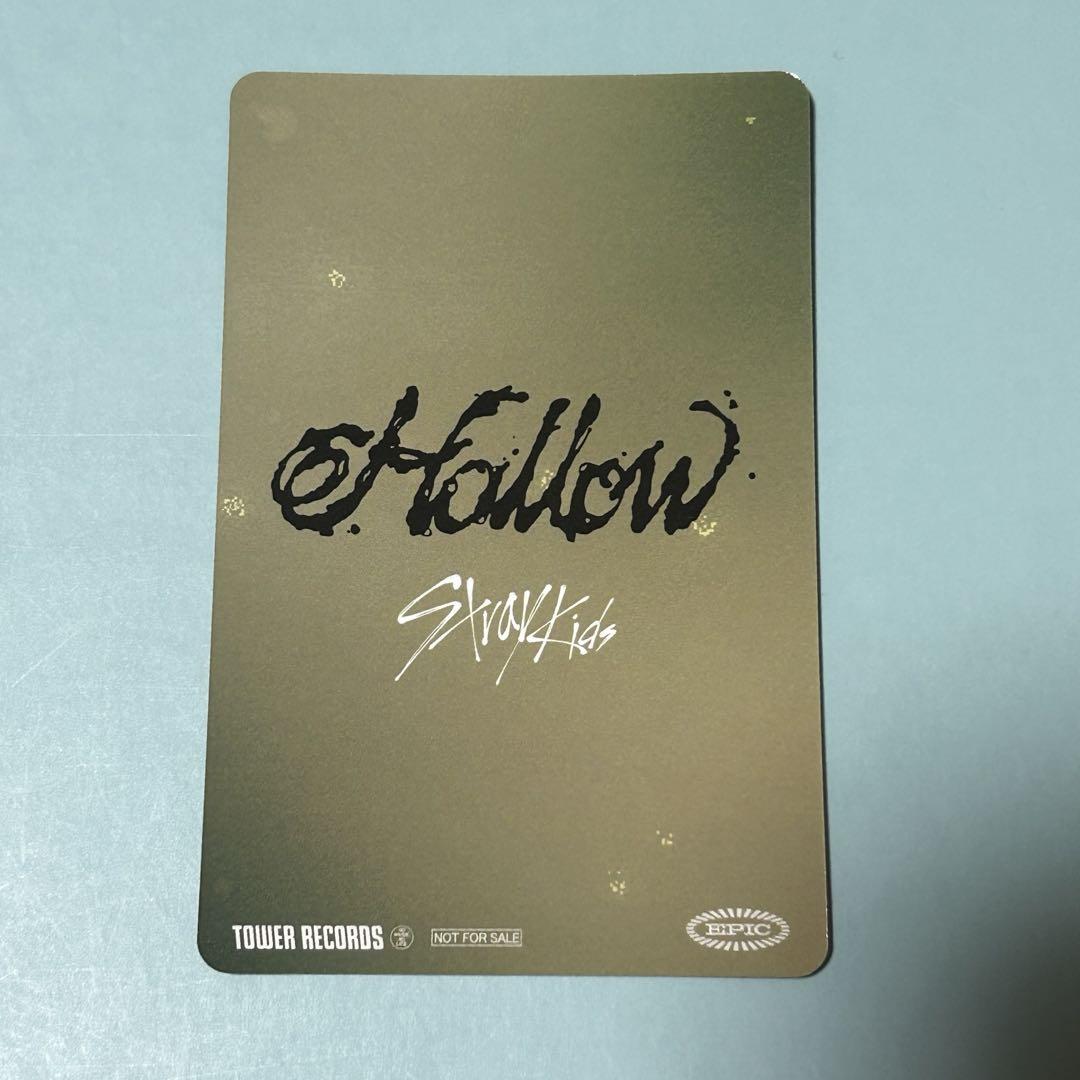 Hollow
Stray Kids
TOWER RECORDS NOT FOR SALE EPIC